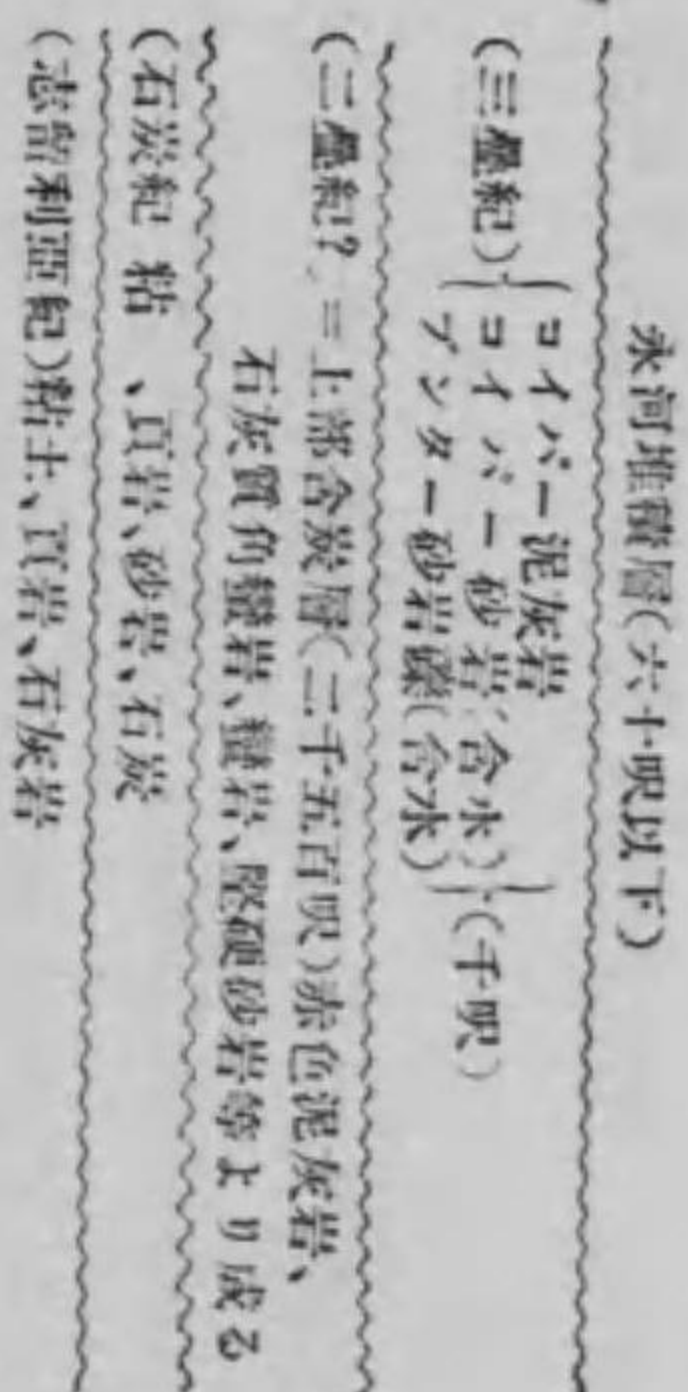 氷河堆積層(六十呎以下)
(三疊紀)
コイパー泥灰岩
コイパー砂岩(含水)
ブンター砂岩礫(含水)
(千呎)
(二疊紀?=上部含炭層(二千五百呎)赤色泥灰岩、
石灰質角蠻岩、蠻岩、堅硬砂岩等より成る
(石炭紀 粘 、頁岩、砂岩、石炭
(志留利亞紀)粘土、頁岩、石灰岩